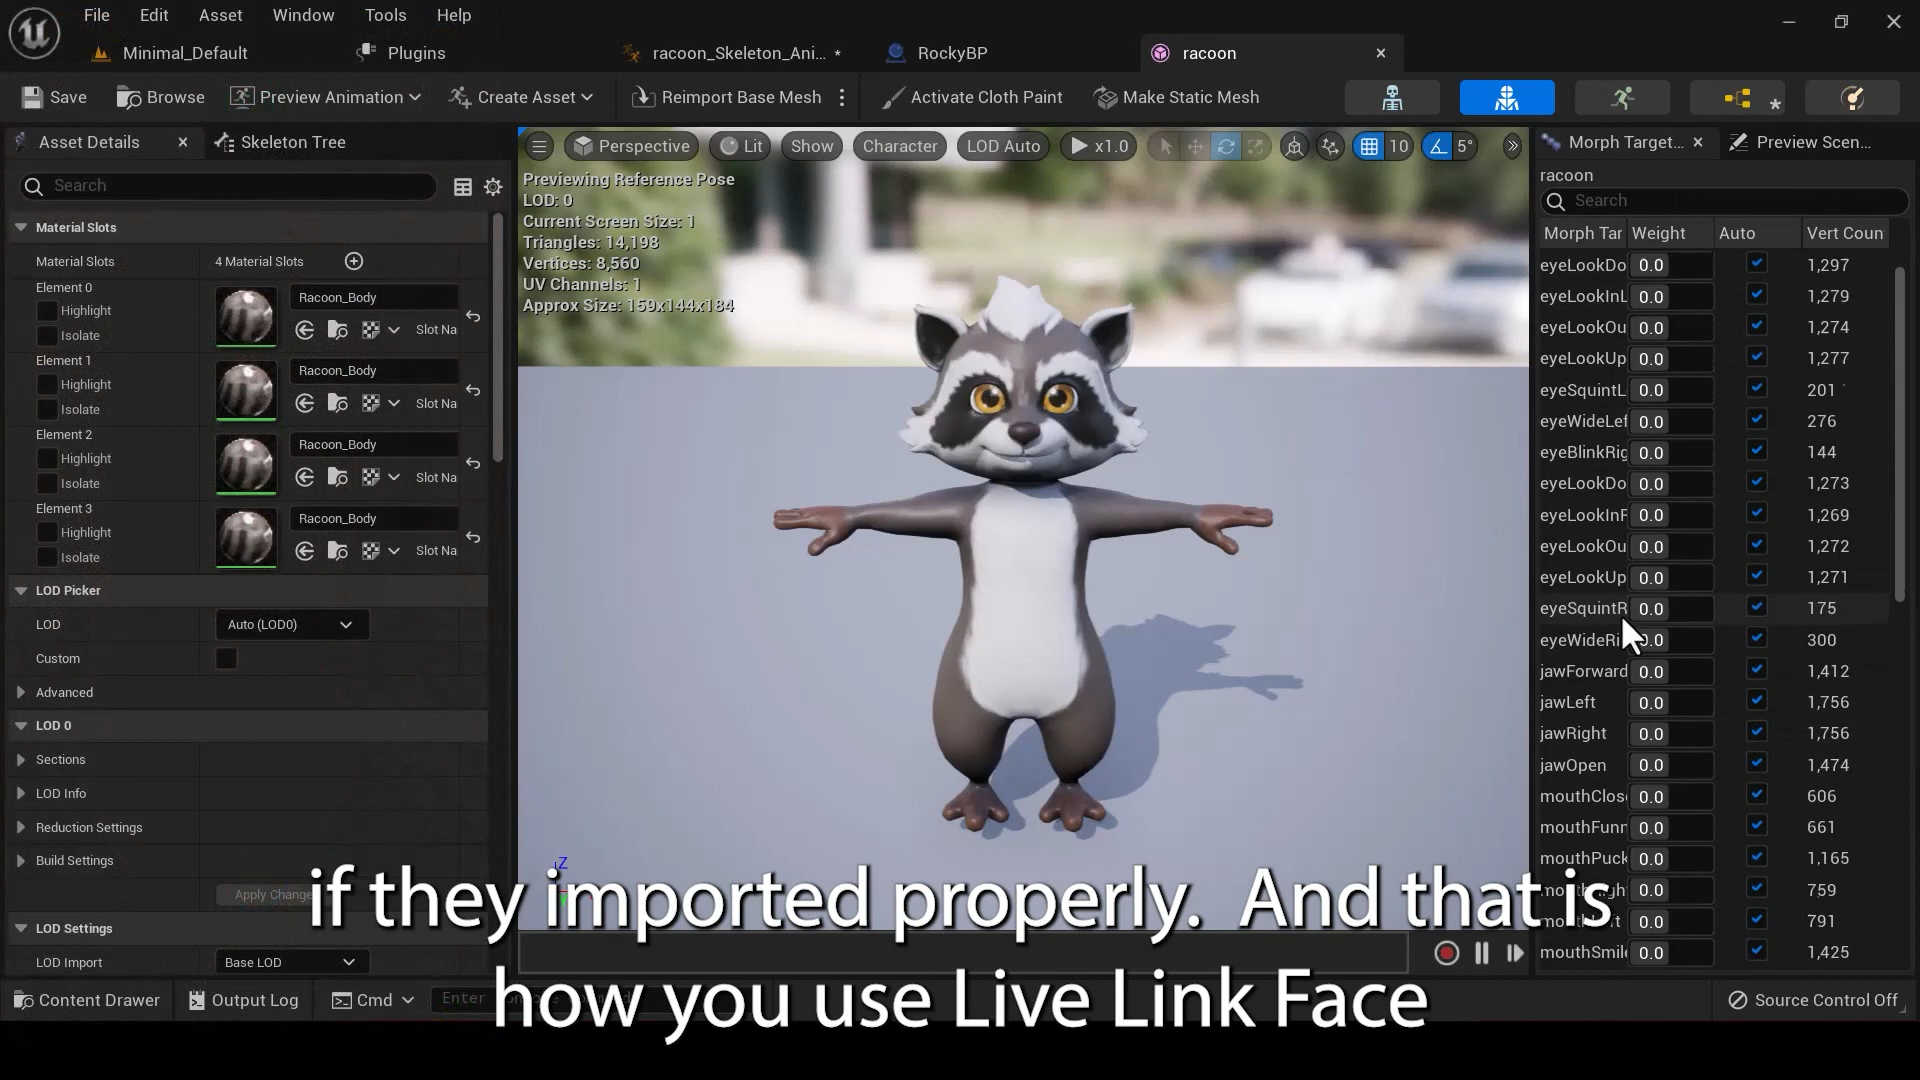 File Edit Asset Window Tools Help
Minimal_Default Plugins racoon_Skeleton_Ani... * RockyBP racoon
Save Browse Preview Animation Create Asset Reimport Base Mesh Activate Cloth Paint Make Static Mesh
Asset Details Skeleton Tree
Search
Material Slots
Material Slots 4 Material Slots
Element 0 Racoon_Body
Highlight
Isolate Slot Na
Element 1 Racoon_Body
Highlight
Isolate Slot Na
Element 2 Racoon_Body
Highlight
Isolate Slot Na
Element 3 Racoon_Body
Highlight
Isolate Slot Na
LOD Picker
LOD Auto (LOD0)
Custom
Advanced
LOD 0
Sections
LOD Info
Reduction Settings
Build Settings
Apply Change
LOD Settings
LOD Import Base LOD
Perspective Lit Show Character LOD Auto x1.0 10 5°
Previewing Reference Pose
LOD: 0
Current Screen Size: 1
Triangles: 14,198
Vertices: 8,560
UV Channels: 1
Approx Size: 159x144x184
Z
Morph Target... Preview Scen...
racoon
Search
Morph Tar Weight Auto Vert Coun
eyeLookDo 0.0 1,297
eyeLookInL 0.0 1,279
eyeLookOu 0.0 1,274
eyeLookUp 0.0 1,277
eyeSquintL 0.0 201
eyeWideLef 0.0 276
eyeBlinkRig 0.0 144
eyeLookDo 0.0 1,273
eyeLookInR 0.0 1,269
eyeLookOu 0.0 1,272
eyeLookUp 0.0 1,271
eyeSquintR 0.0 175
eyeWideRi 0.0 300
jawForward 0.0 1,412
jawLeft 0.0 1,756
jawRight 0.0 1,756
jawOpen 0.0 1,474
mouthClos 0.0 606
mouthFunn 0.0 661
mouthPuck 0.0 1,165
0.0 759
0.0 791
mouthSmil 0.0 1,425
if they imported properly. And that is
how you use Live Link Face
Content Drawer Output Log Cmd Enter Source Control Off